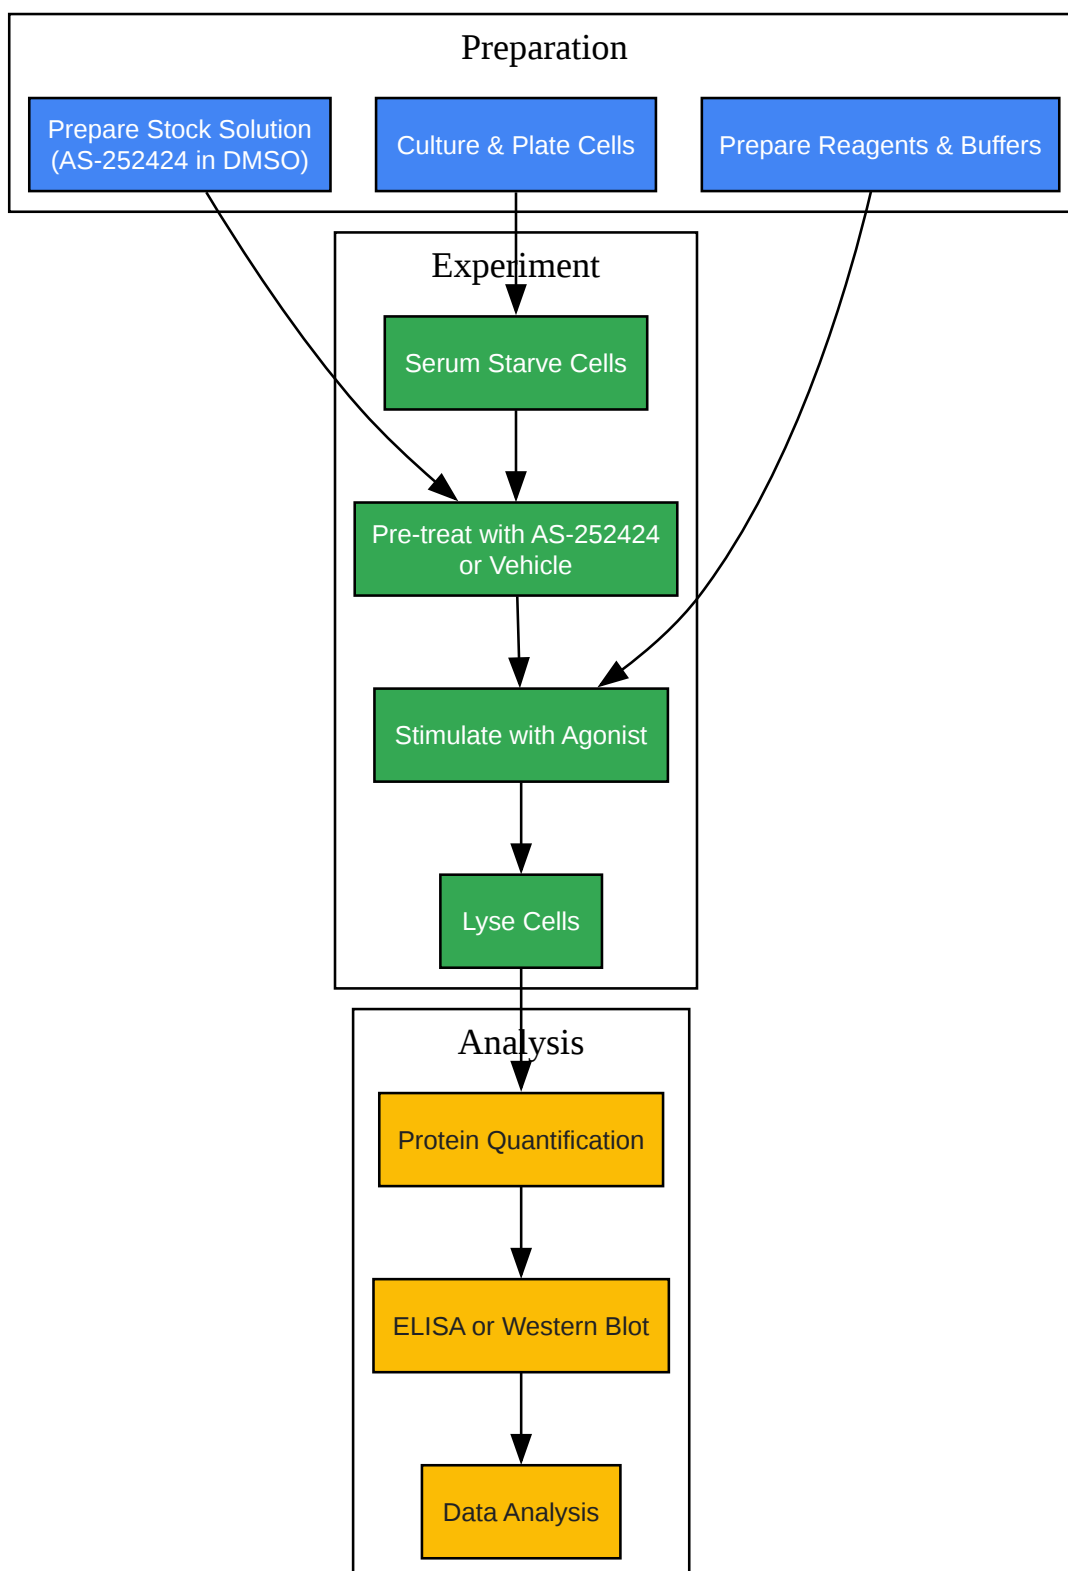 Preparation
Prepare Stock Solution
(AS-252424 in DMSO)
Culture & Plate Cells
Prepare Reagents & Buffers
Experiment
Serum Starve Cells
Pre-treat with AS-252424
or Vehicle
Stimulate with Agonist
Lyse Cells
Analysis
Protein Quantification
ELISA or Western Blot
Data Analysis